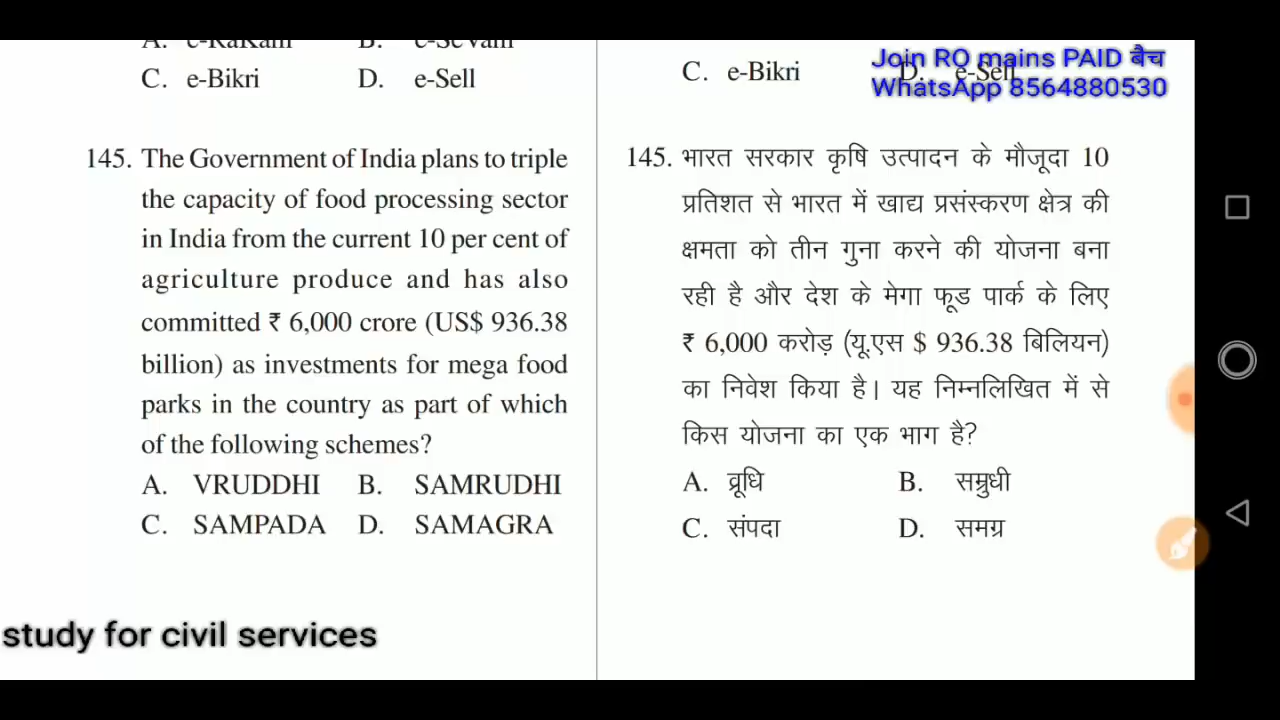 A. e-RaKam B. e-SeVam
C. e-Bikri D. e-Sell
145. The Government of India plans to triple
the capacity of food processing sector
in India from the current 10 per cent of
agriculture produce and has also
committed ₹ 6,000 crore (US$ 936.38
billion) as investments for mega food
parks in the country as part of which
of the following schemes?
A. VRUDDHI B. SAMRUDHI
C. SAMPADA D. SAMAGRA
study for civil services
Join RO mains PAID बैच
C. e-Bikri D. e-Sell
WhatsApp 8564880530
145. भारत सरकार कृषि उत्पादन के मौजूदा 10
प्रतिशत से भारत में खाद्य प्रसंस्करण क्षेत्र की
क्षमता को तीन गुना करने की योजना बना
रही है और देश के मेगा फूड पार्क के लिए
₹ 6,000 करोड़ (यू.एस $ 936.38 बिलियन)
का निवेश किया है। यह निम्नलिखित में से
किस योजना का एक भाग है?
A. व्रूधि B. सम्रुधी
C. संपदा D. समग्र